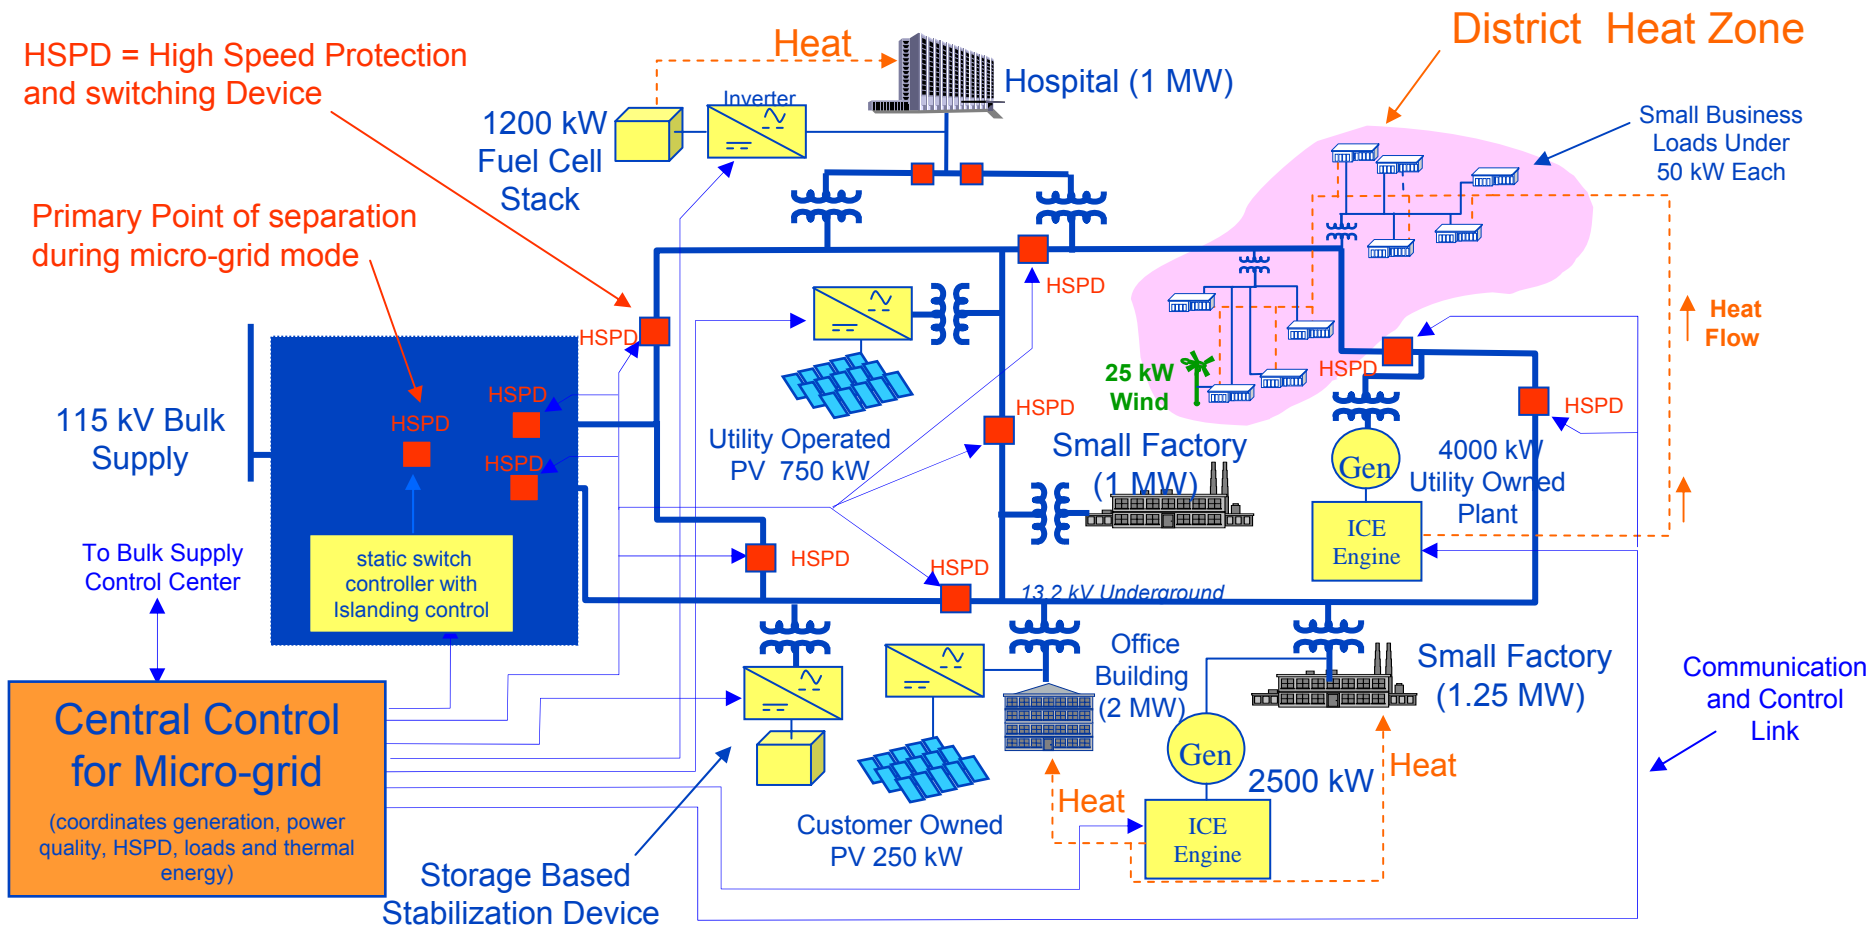 HSPD = High Speed Protection
and switching Device
Primary Point of separation
during micro-grid mode
Heat
Inverter
1200 kW
Fuel Cell
Stack
Hospital (1 MW)
District Heat Zone
Small Business
Loads Under
50 kW Each
Heat
Flow
HSPD
HSPD
HSPD
HSPD
HSPD
115 kV Bulk
Supply
HSPD
HSPD
HSPD
25 kW
Wind
HSPD
Utility Operated
PV 750 kW
Small Factory
(1 MW)
Gen
4000 kW
Utility Owned
Plant
ICE
Engine
HSPD
HSPD
13.2 kV Underground
To Bulk Supply
Control Center
static switch
controller with
Islanding control
Central Control
for Micro-grid
(coordinates generation, power
quality, HSPD, loads and thermal
energy)
Storage Based
Stabilization Device
Customer Owned
PV 250 kW
Office
Building
(2 MW)
Gen
2500 kW
ICE
Engine
Heat
Heat
Small Factory
(1.25 MW)
Communication
and Control
Link